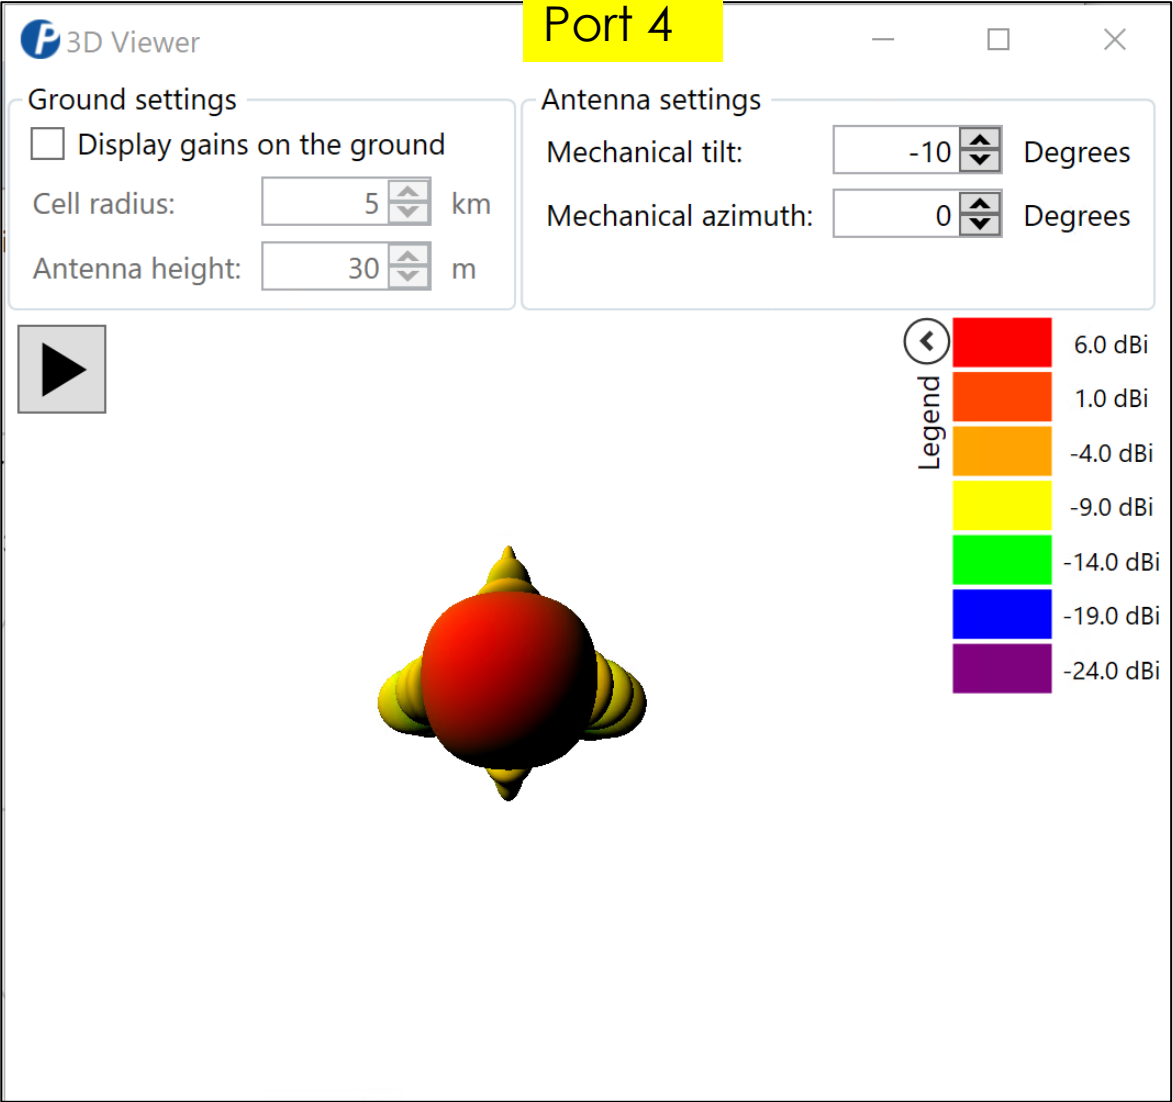 Port 4
3D Viewer
Ground settings
Display gains on the ground
Cell radius: 5 km
Antenna height: 30 m
Antenna settings
Mechanical tilt: -10 Degrees
Mechanical azimuth: 0 Degrees
Legend
6.0 dBi
1.0 dBi
-4.0 dBi
-9.0 dBi
-14.0 dBi
-19.0 dBi
-24.0 dBi